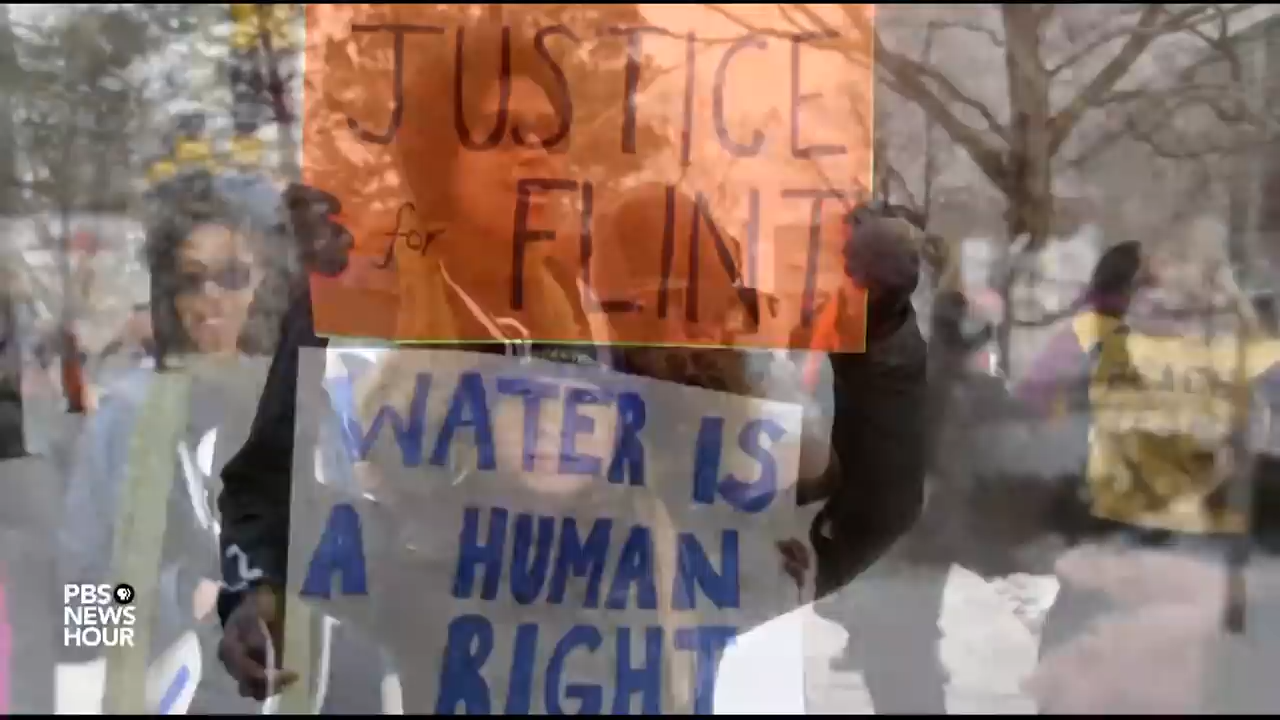 JUSTICE
for FLINT
WATER IS
A HUMAN
RIGHT
PBS
NEWS
HOUR